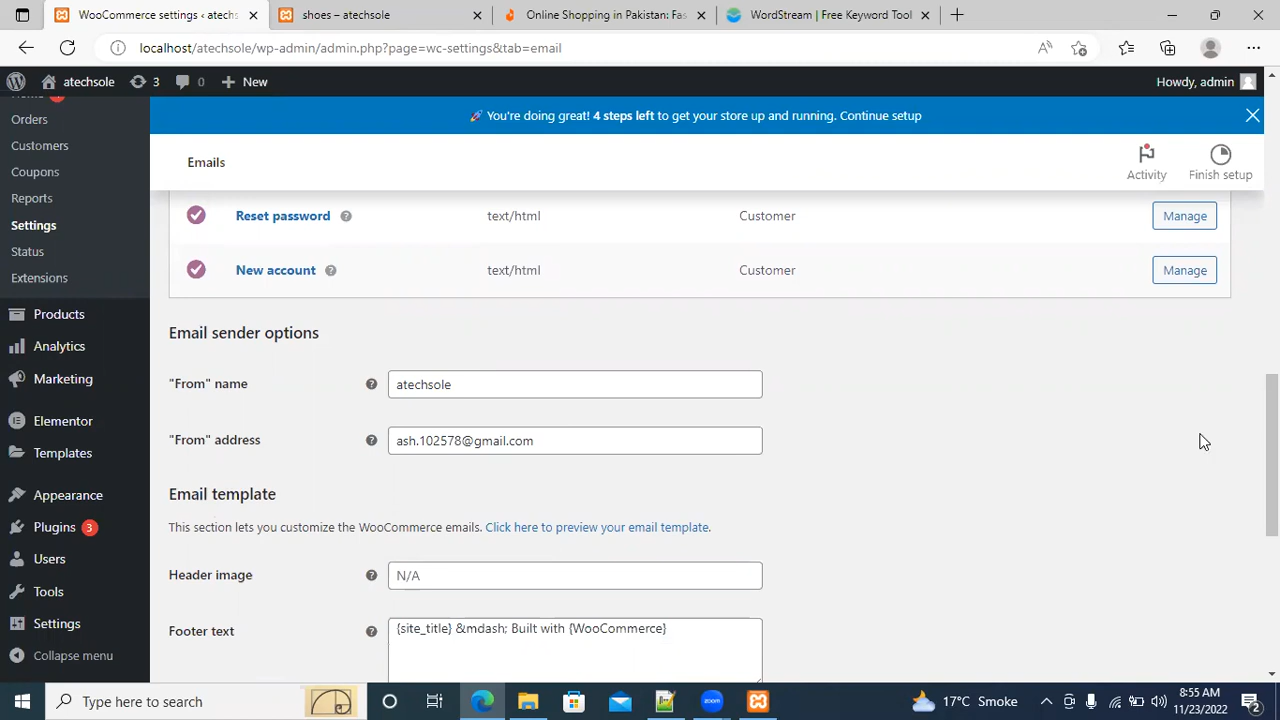 WooCommerce settings ‹ atechs
shoes – atechsole
Online Shopping in Pakistan: Fas
WordStream | Free Keyword Tool
localhost/atechsole/wp-admin/admin.php?page=wc-settings&tab=email
atechsole
3
0
New
Howdy, admin
Orders
Customers
Coupons
Reports
Settings
Status
Extensions
Products
Analytics
Marketing
Elementor
Templates
Appearance
Plugins 3
Users
Tools
Settings
Collapse menu
🚀 You're doing great! 4 steps left to get your store up and running. Continue setup
Emails
Activity
Finish setup
Reset password ? text/html Customer Manage
New account ? text/html Customer Manage
Email sender options
"From" name ? atechsole
"From" address ? ash.102578@gmail.com
Email template
This section lets you customize the WooCommerce emails. Click here to preview your email template.
Header image ? N/A
Footer text ? {site_title} &mdash; Built with {WooCommerce}
Type here to search
zoom
17°C Smoke
8:55 AM
11/23/2022
2